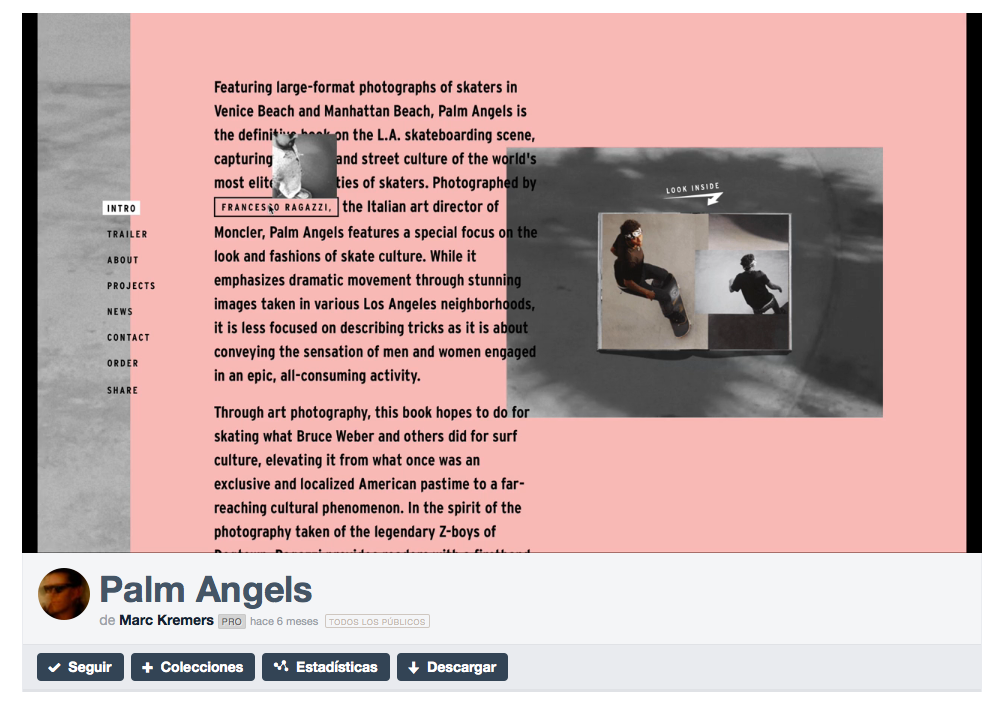 INTRO
TRAILER
ABOUT
PROJECTS
NEWS
CONTACT
ORDER
SHARE
Featuring large-format photographs of skaters in
Venice Beach and Manhattan Beach, Palm Angels is
the definitive book on the L.A. skateboarding scene,
capturing and street culture of the world's
most elite of skaters. Photographed by
FRANCESCO RAGAZZI, the Italian art director of
Moncler, Palm Angels features a special focus on the
look and fashions of skate culture. While it
emphasizes dramatic movement through stunning
images taken in various Los Angeles neighborhoods,
it is less focused on describing tricks as it is about
conveying the sensation of men and women engaged
in an epic, all-consuming activity.
Through art photography, this book hopes to do for
skating what Bruce Weber and others did for surf
culture, elevating it from what once was an
exclusive and localized American pastime to a far-
reaching cultural phenomenon. In the spirit of the
photography taken of the legendary Z-boys of
LOOK INSIDE
Palm Angels
de Marc Kremers PRO hace 6 meses TODOS LOS PÚBLICOS
Seguir Colecciones Estadísticas Descargar